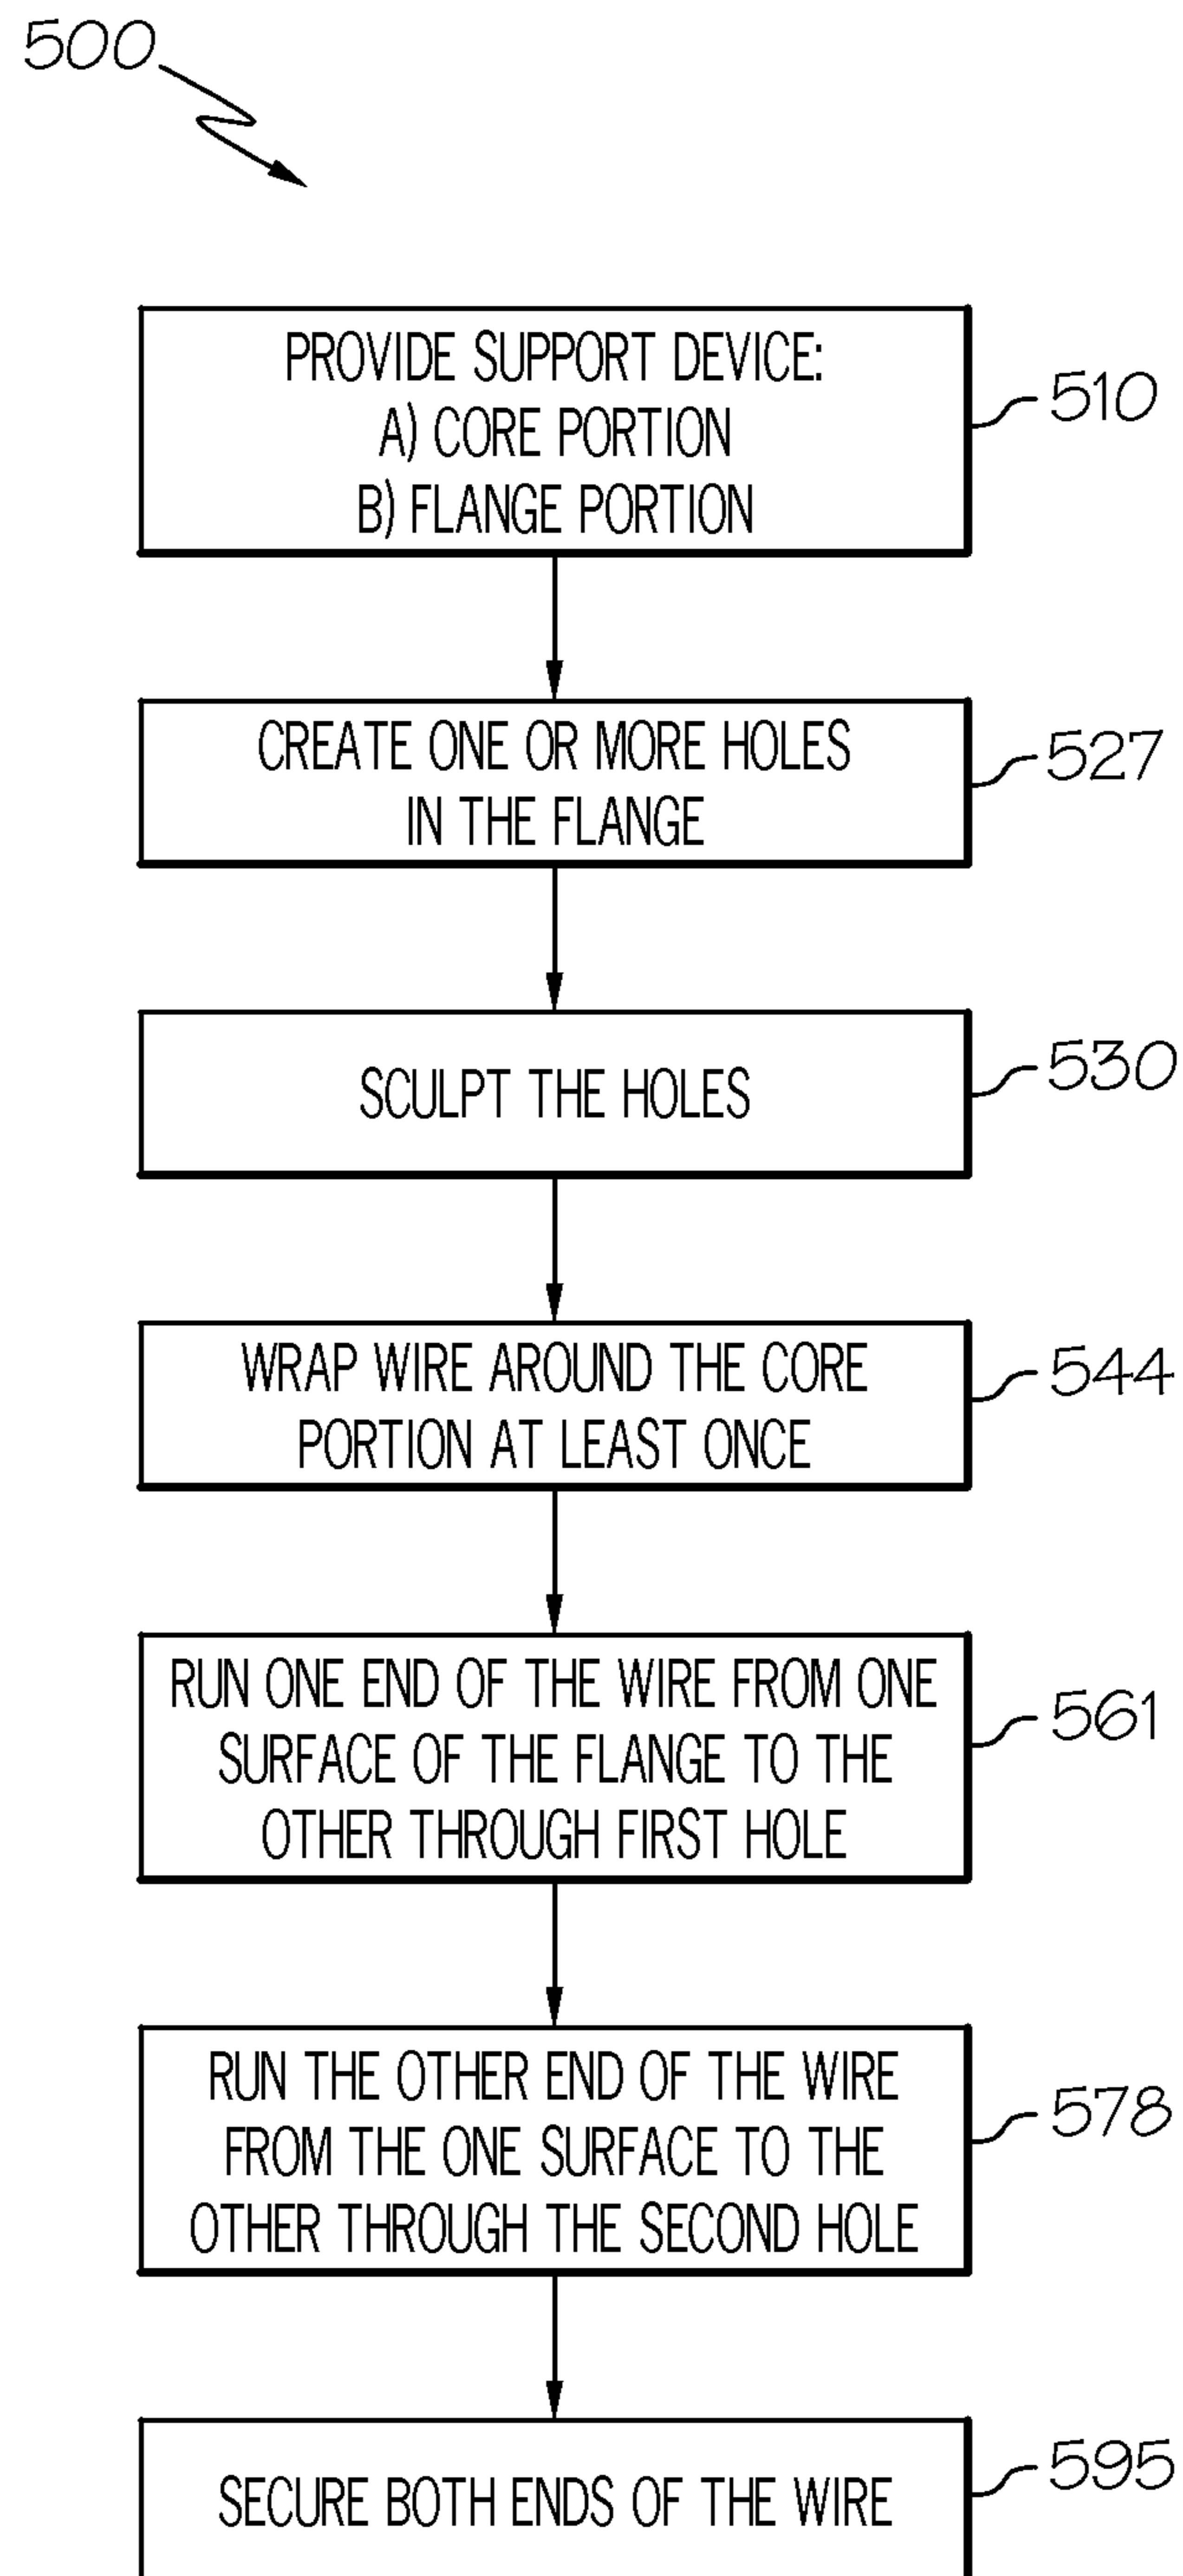 500
PROVIDE SUPPORT DEVICE:
A) CORE PORTION
B) FLANGE PORTION
510
CREATE ONE OR MORE HOLES
IN THE FLANGE
527
SCULPT THE HOLES
530
WRAP WIRE AROUND THE CORE
PORTION AT LEAST ONCE
544
RUN ONE END OF THE WIRE FROM ONE
SURFACE OF THE FLANGE TO THE
OTHER THROUGH FIRST HOLE
561
RUN THE OTHER END OF THE WIRE
FROM THE ONE SURFACE TO THE
OTHER THROUGH THE SECOND HOLE
578
SECURE BOTH ENDS OF THE WIRE
595